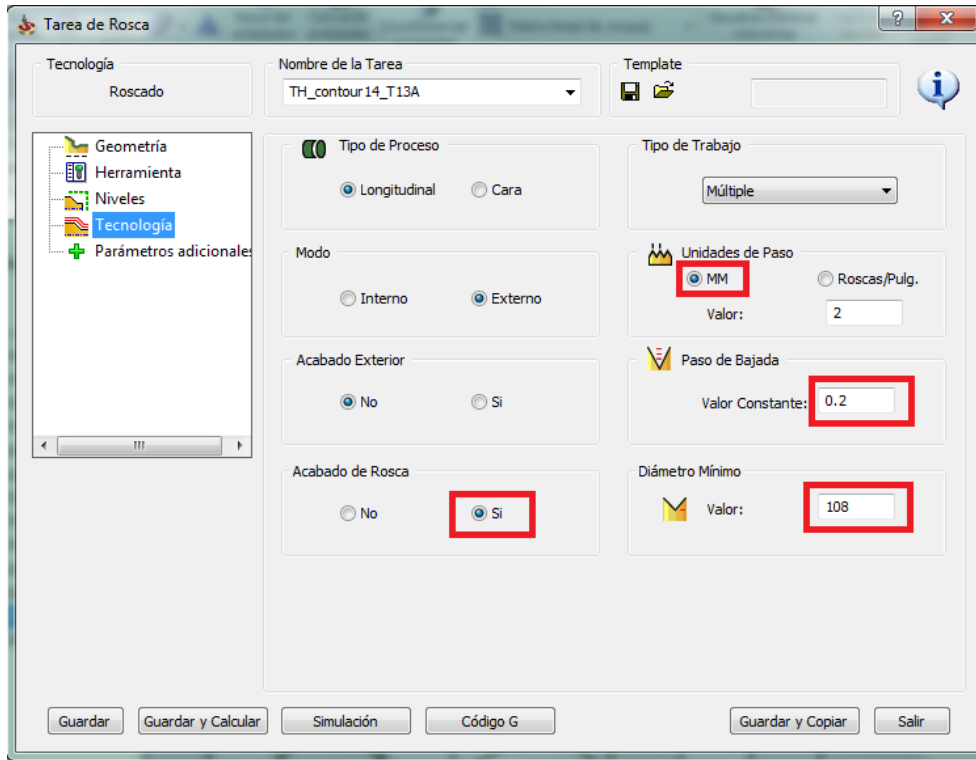 Tarea de Rosca
Tecnología
Roscado
Nombre de la Tarea
TH_contour14_T13A
Template
Geometría
Herramienta
Niveles
Tecnología
Parámetros adicionale
Tipo de Proceso
Longitudinal
Cara
Tipo de Trabajo
Múltiple
Modo
Interno
Externo
Unidades de Paso
MM
Roscas/Pulg.
Valor:
2
Acabado Exterior
No
Si
Paso de Bajada
Valor Constante:
0.2
Acabado de Rosca
No
Si
Diámetro Mínimo
Valor:
108
Guardar
Guardar y Calcular
Simulación
Código G
Guardar y Copiar
Salir